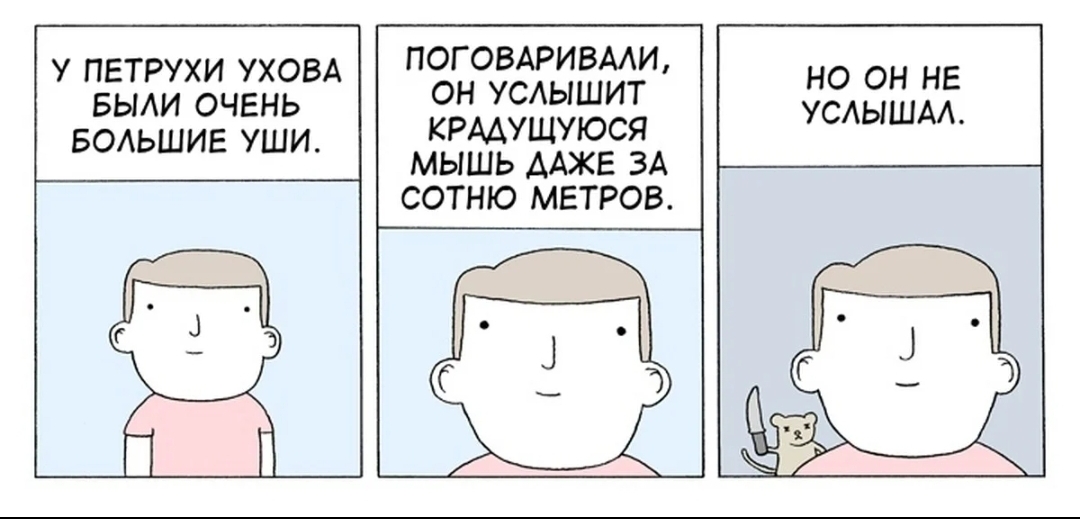 У ПЕТРУХИ УХОВА
БЫЛИ ОЧЕНЬ
БОЛЬШИЕ УШИ.
ПОГОВАРИВАЛИ,
ОН УСЛЫШИТ
КРАДУЩУЮСЯ
МЫШЬ ДАЖЕ ЗА
СОТНЮ МЕТРОВ.
НО ОН НЕ
УСЛЫШАЛ.